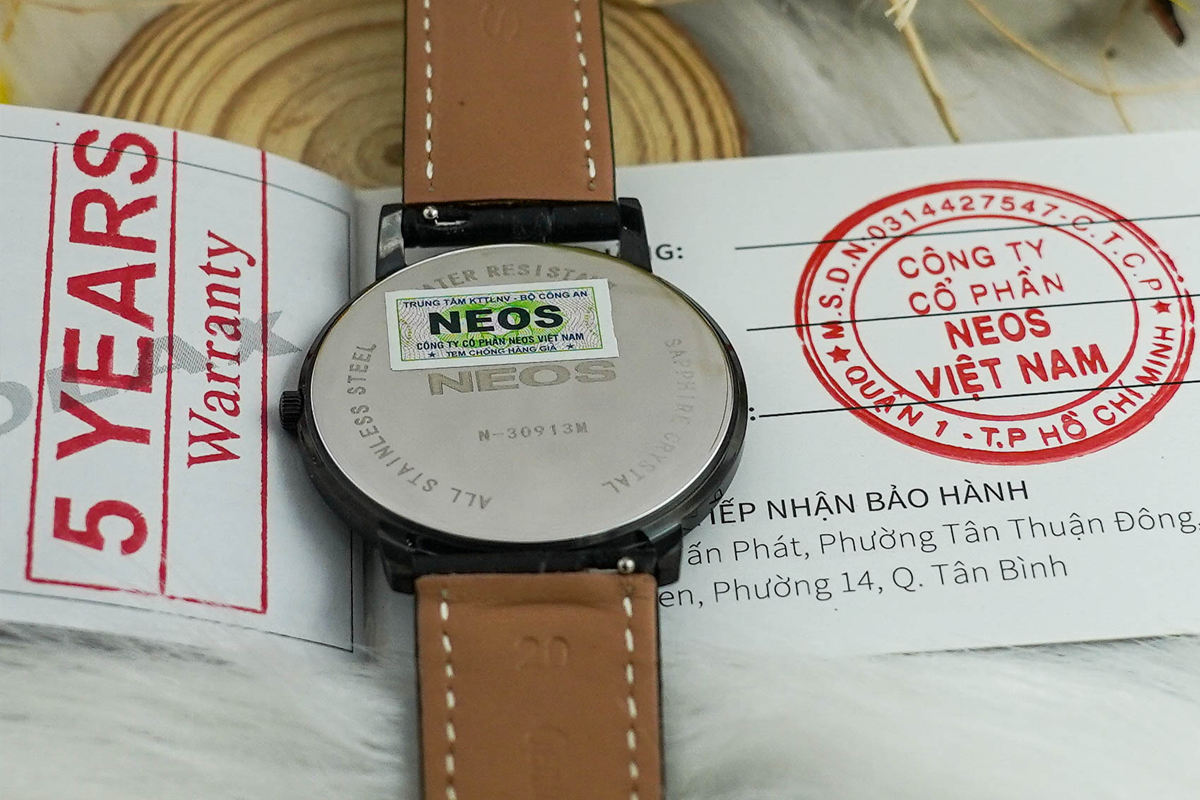 5 YEARS
Warranty
WATER RESISTANT
TRUNG TÂM KTTLNV - BỘ CÔNG AN
NEOS
CÔNG TY CỔ PHẦN NEOS VIỆT NAM
★ TEM CHỐNG HÀNG GIẢ ★
NEOS
N-30913M
ALL STAINLESS STEEL
SAPPHIRE CRYSTAL
20
NG:
M.S.D.N.0314427547-C.T.C.P
CÔNG TY
CỔ PHẦN
NEOS
VIỆT NAM
★ QUẬN 1 - T.P HỒ CHÍ MINH ★
:
TIẾP NHẬN BẢO HÀNH
ấn Phát, Phường Tân Thuận Đông,
en, Phường 14, Q. Tân Bình